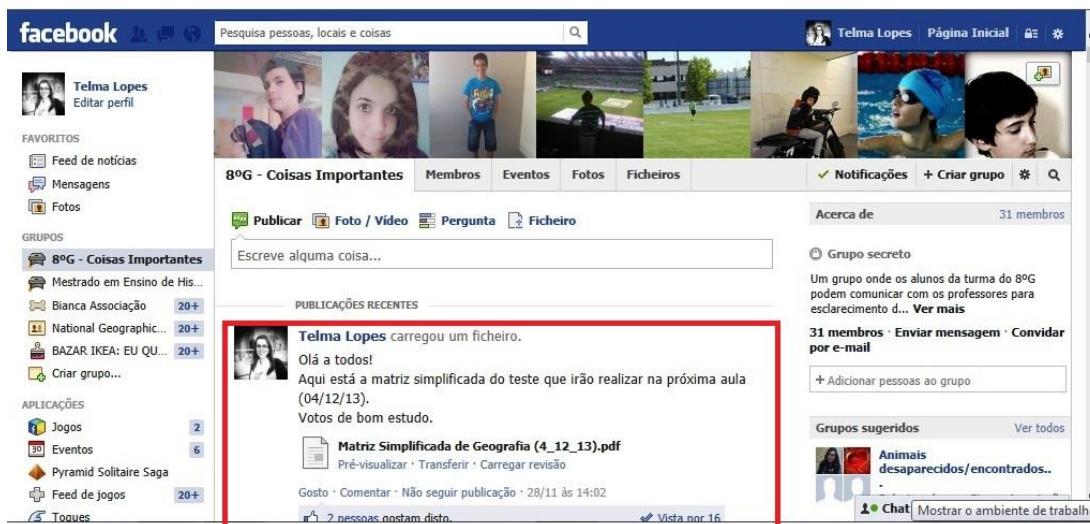 facebook
Pesquisa pessoas, locais e coisas
Telma Lopes Página Inicial
Telma Lopes
Editar perfil
FAVORITOS
Feed de notícias
Mensagens
Fotos
GRUPOS
8ºG - Coisas Importantes
Mestrado em Ensino de His...
Bianca Associação 20+
National Geographic... 20+
BAZAR IKEA: EU QU... 20+
Criar grupo...
APLICAÇÕES
Jogos 2
Eventos 6
Pyramid Solitaire Saga
Feed de jogos 20+
Toques
8ºG - Coisas Importantes Membros Eventos Fotos Ficheiros
Notificações + Criar grupo
Publicar Foto / Vídeo Pergunta Ficheiro
Escreve alguma coisa...
PUBLICAÇÕES RECENTES
Telma Lopes carregou um ficheiro.
Olá a todos!
Aqui está a matriz simplificada do teste que irão realizar na próxima aula
(04/12/13).
Votos de bom estudo.
Matriz Simplificada de Geografia (4_12_13).pdf
Pré-visualizar · Transferir · Carregar revisão
Gosto · Comentar · Não seguir publicação · 28/11 às 14:02
2 pessoas gostam disto. Vista por 16
Acerca de 31 membros
Grupo secreto
Um grupo onde os alunos da turma do 8ºG
podem comunicar com os professores para
esclarecimento d... Ver mais
31 membros · Enviar mensagem · Convidar
por e-mail
+ Adicionar pessoas ao grupo
Grupos sugeridos Ver todos
Animais
desaparecidos/encontrados..
.
Chat
Mostrar o ambiente de trabalh